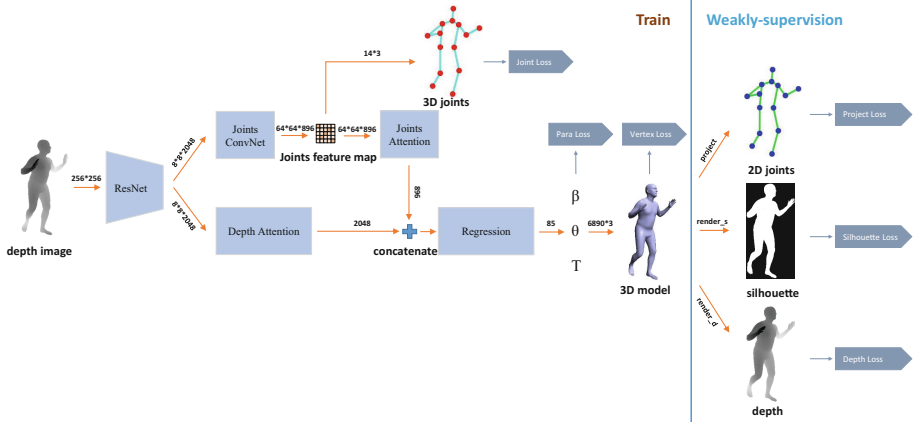 Train
Weakly-supervision
14*3
Joint Loss
3D joints
Joints
ConvNet
64*64*896
64*64*896
Joints
Attention
Joints feature map
8*8*2048
256*256
ResNet
depth image
8*8*2048
Depth Attention
2048
896
concatenate
Regression
85
Para Loss
Vertex Loss
β
θ
T
6890*3
3D model
project
2D joints
Project Loss
render_s
silhouette
Silhouette Loss
render_d
depth
Depth Loss